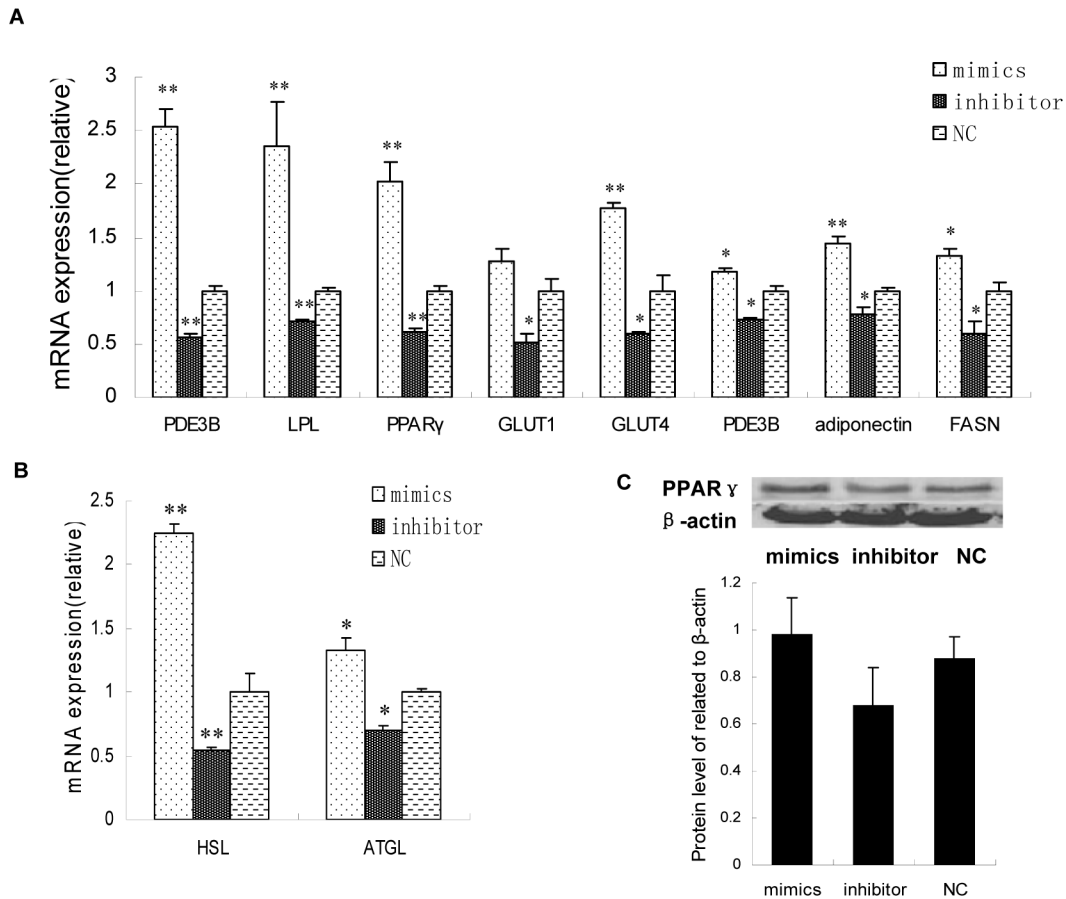 A
mRNA expression(relative)
3
2.5
2
1.5
1
0.5
0
** ** ** ** ** ** ** * * * ** * * *
mimics
inhibitor
NC
PDE3B LPL PPARγ GLUT1 GLUT4 PDE3B adiponectin FASN
B
mRNA expression(relative)
2.5
2
1.5
1
0.5
0
** ** * *
mimics
inhibitor
NC
HSL ATGL
C
PPAR γ
β -actin
mimics inhibitor NC
Protein level of related to β-actin
1.2
1
0.8
0.6
0.4
0.2
0
mimics inhibitor NC